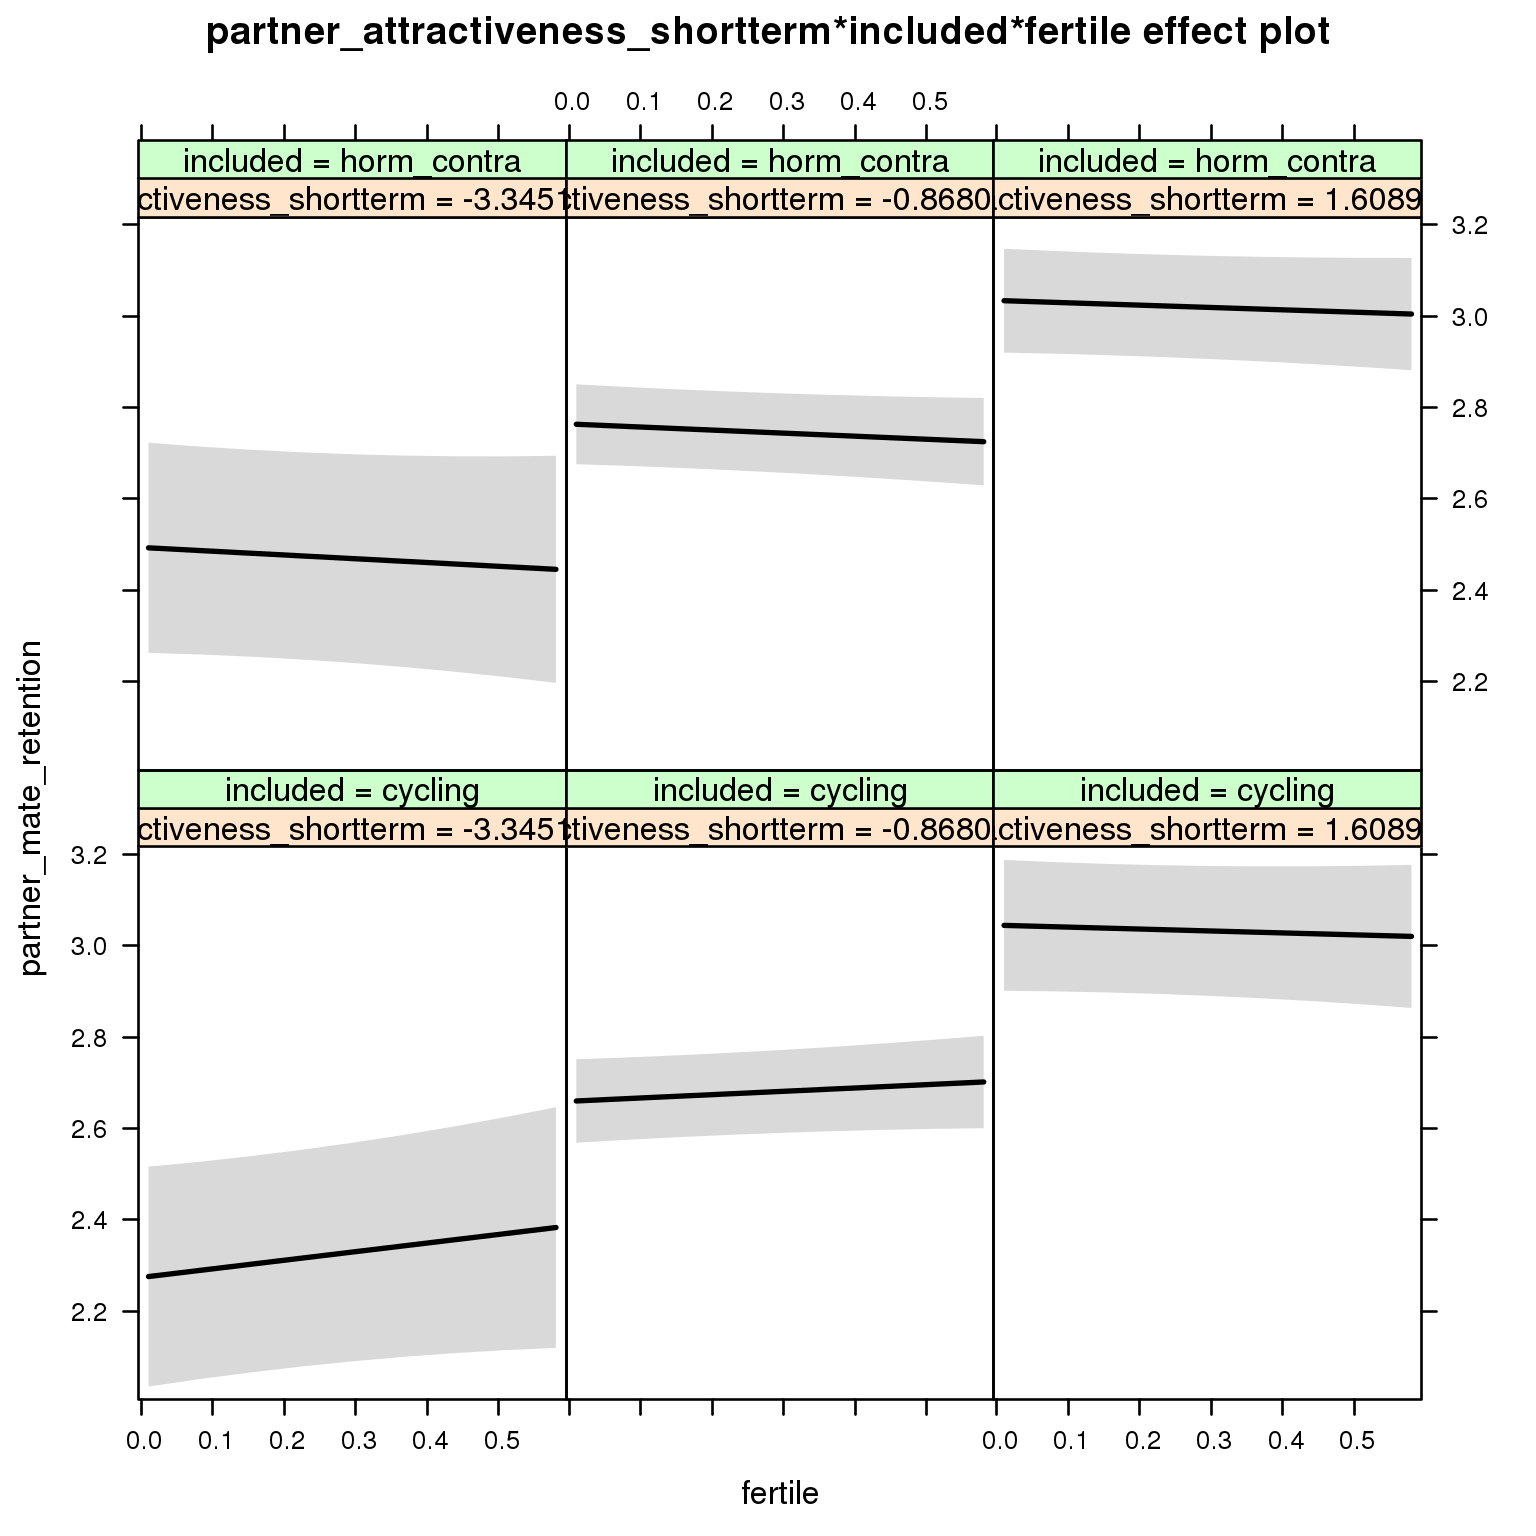 partner_attractiveness_shortterm*included*fertile effect plot
0.0 0.1 0.2 0.3 0.4 0.5
included = horm_contra included = horm_contra included = horm_contra
ctiveness_shortterm = -3.3451 ctiveness_shortterm = -0.8680 ctiveness_shortterm = 1.6089
3.2
3.0
2.8
2.6
2.4
2.2
partner_mate_retention
included = cycling included = cycling included = cycling
ctiveness_shortterm = -3.3451 ctiveness_shortterm = -0.8680 ctiveness_shortterm = 1.6089
3.2
3.0
2.8
2.6
2.4
2.2
0.0 0.1 0.2 0.3 0.4 0.5 0.0 0.1 0.2 0.3 0.4 0.5
fertile